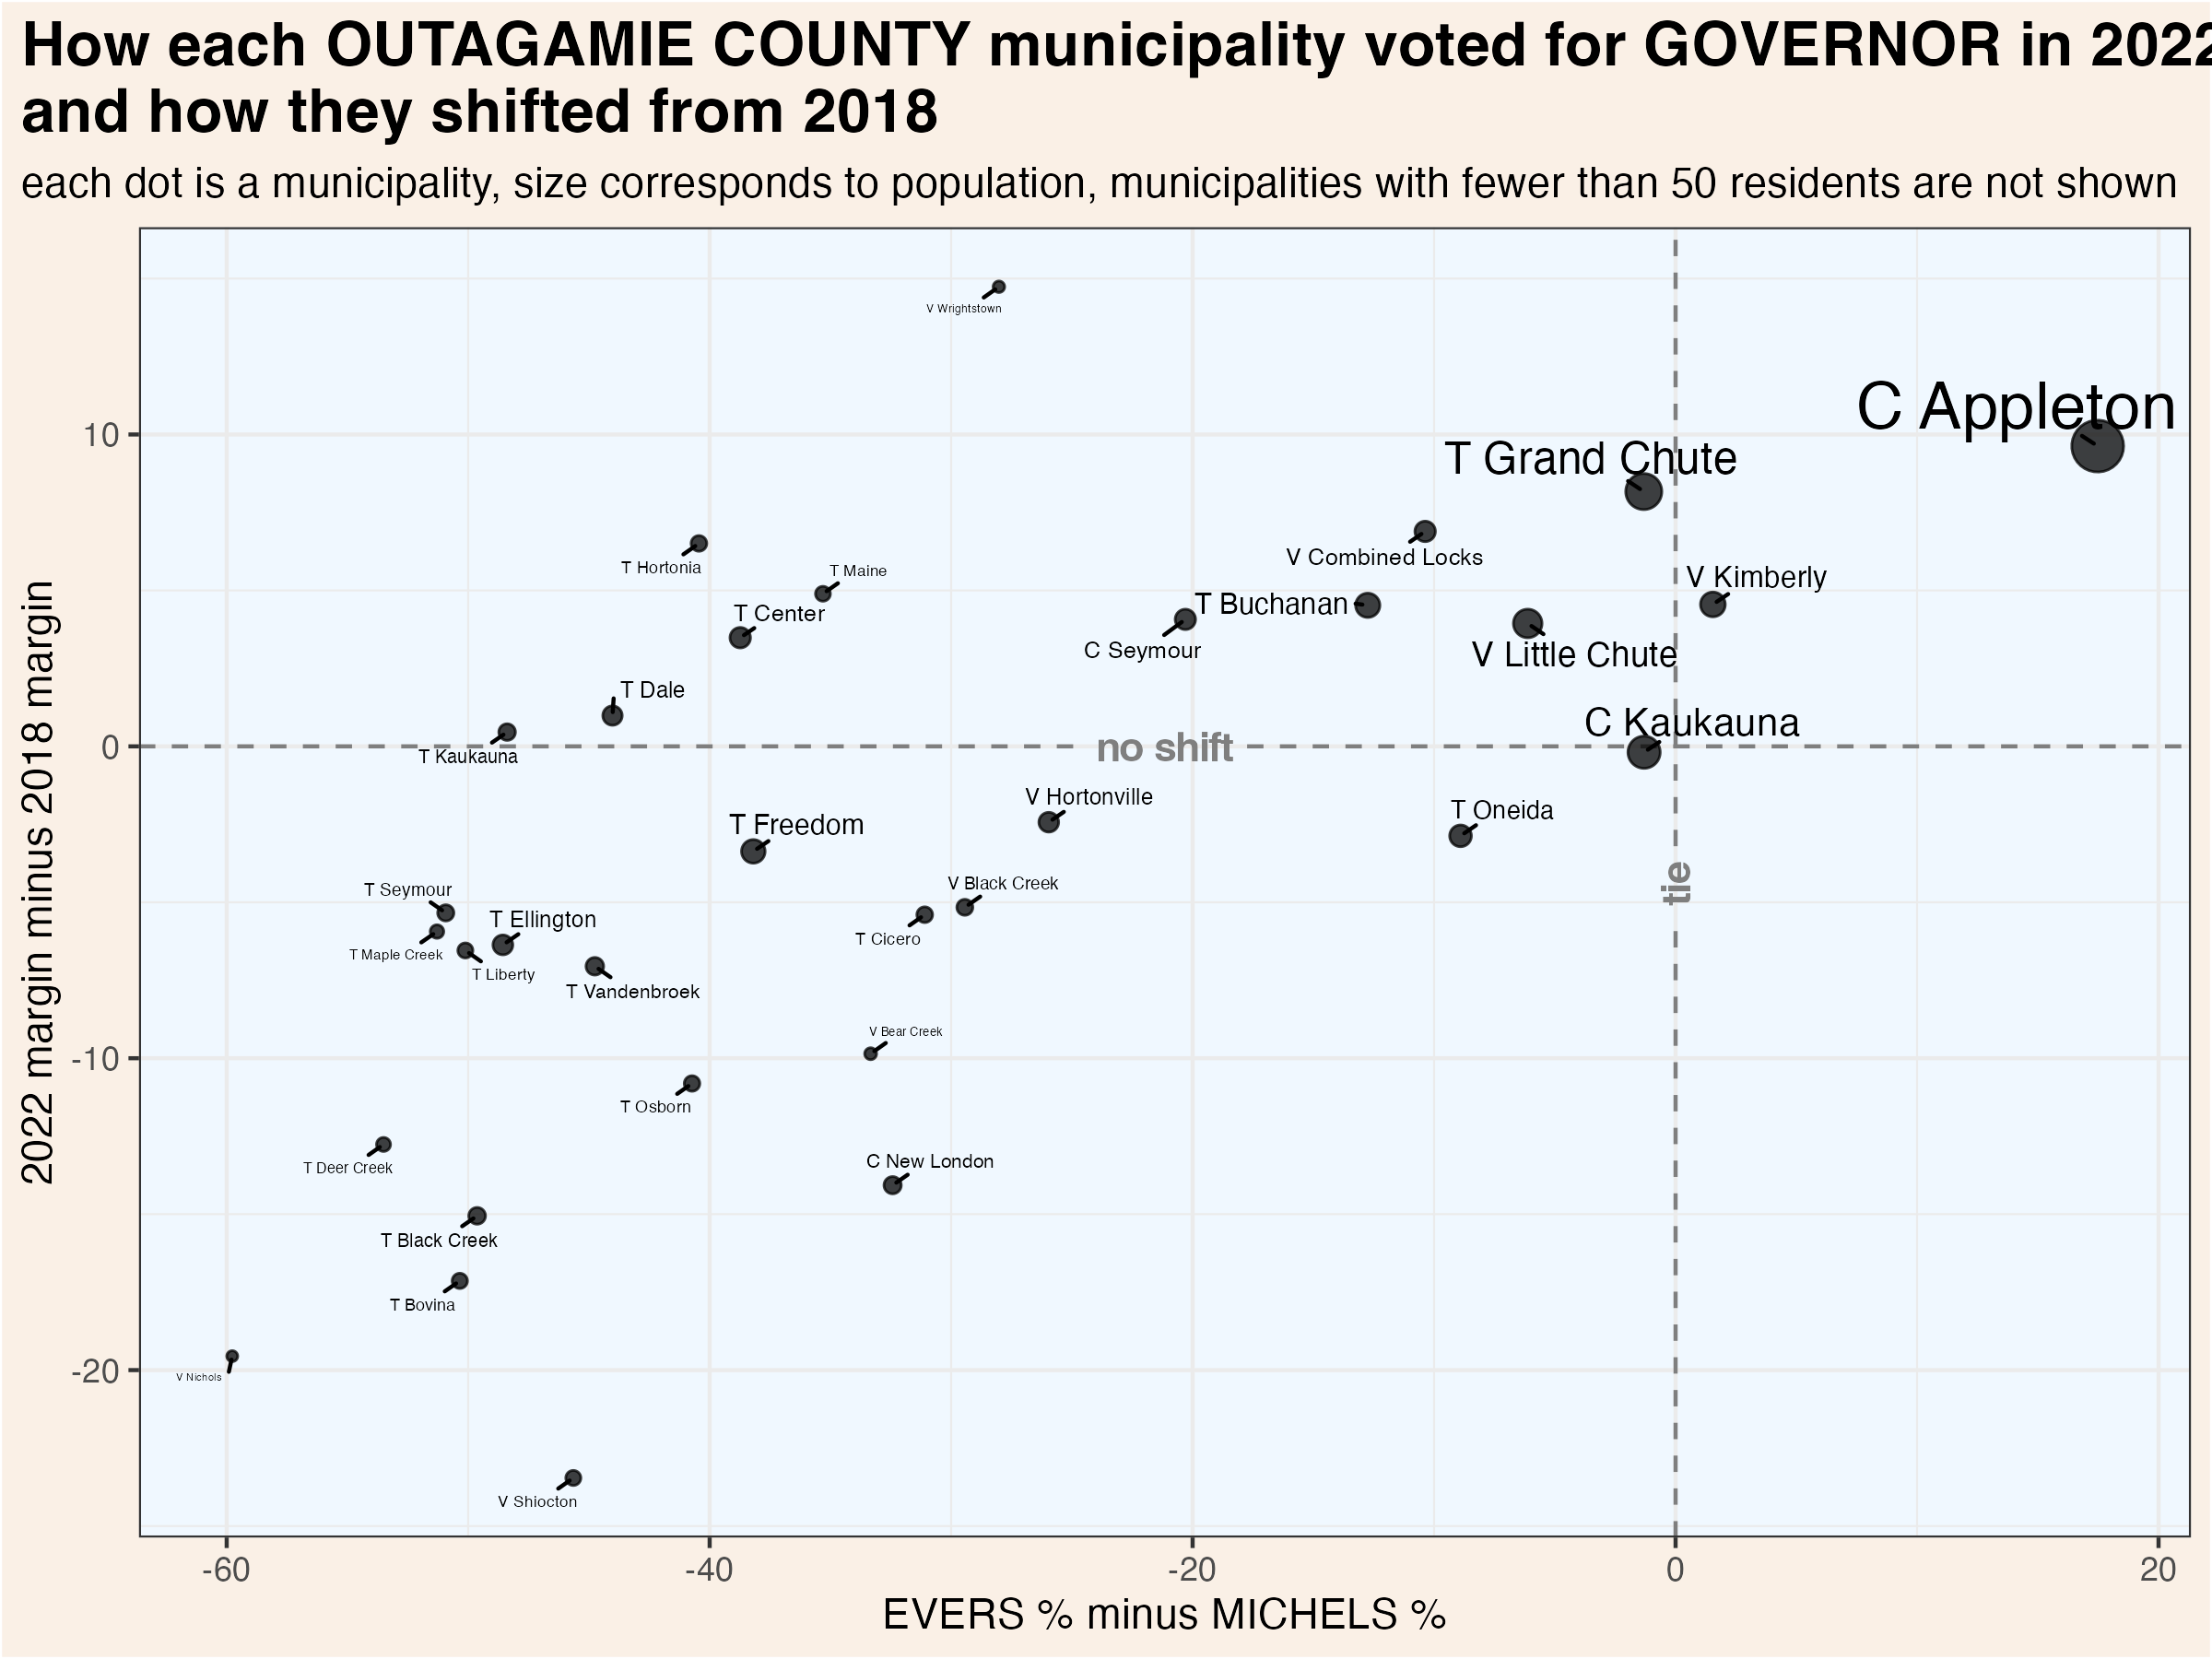 How each OUTAGAMIE COUNTY municipality voted for GOVERNOR in 2022
and how they shifted from 2018
each dot is a municipality, size corresponds to population, municipalities with fewer than 50 residents are not shown
2022 margin minus 2018 margin
10
0
-10
-20
V Wrightstown
C Appleton
T Grand Chute
V Combined Locks
T Hortonia
T Maine
V Kimberly
T Buchanan
T Center
C Seymour
V Little Chute
T Dale
C Kaukauna
T Kaukauna
no shift
V Hortonville
T Oneida
T Freedom
tie
V Black Creek
T Seymour
T Ellington
T Cicero
T Maple Creek
T Liberty
T Vandenbroek
V Bear Creek
T Osborn
C New London
T Deer Creek
T Black Creek
T Bovina
V Nichols
V Shiocton
-60
-40
-20
0
20
EVERS % minus MICHELS %